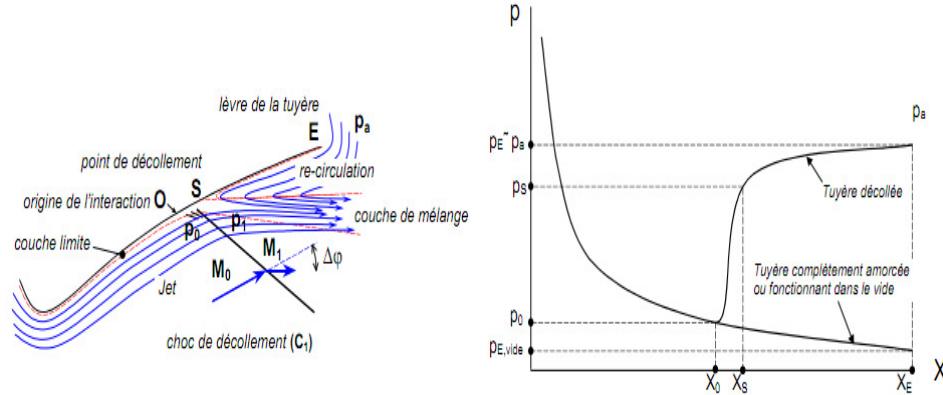 lèvre de la tuyère
E
pa
point de décollement
re-circulation
S
origine de l'interaction O
couche de mélange
couche limite
p0
p1
M0
M1
Δφ
Jet
choc de décollement (C1)
p
pa
pE~pa
pS
Tuyère décollée
Tuyère complètement amorcée
ou fonctionnant dans le vide
p0
pE,vide
X0
XS
XE
X